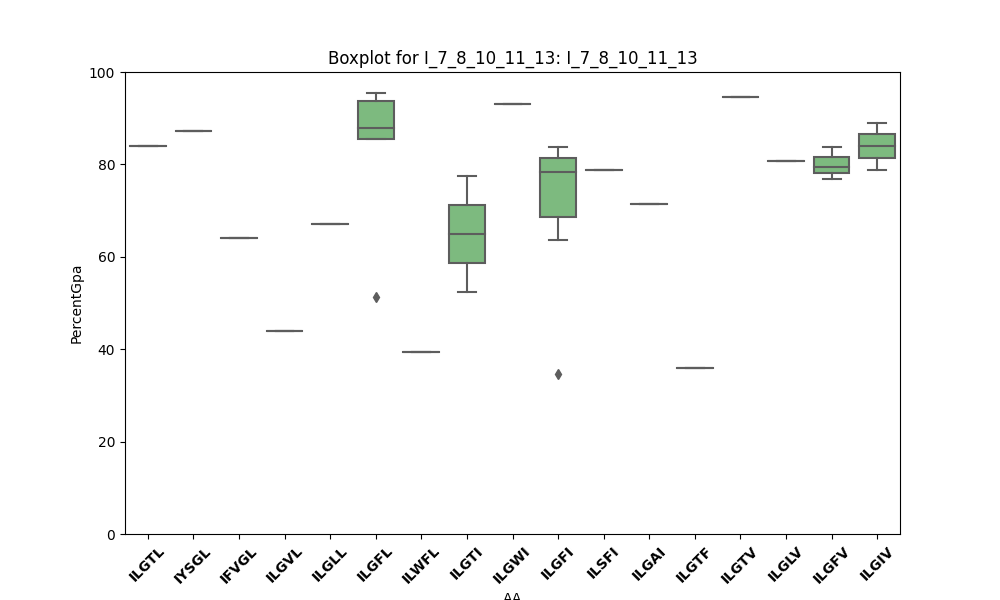 Boxplot for I_7_8_10_11_13: I_7_8_10_11_13
100
80
60
40
20
0
PercentGpa
ILGTL IYSGL IFVGL ILGVL ILGLL ILGFL ILWFL ILGTI ILGWI ILGFI ILSFI ILGAI ILGTF ILGTV ILGLV ILGFV ILGIV
AA